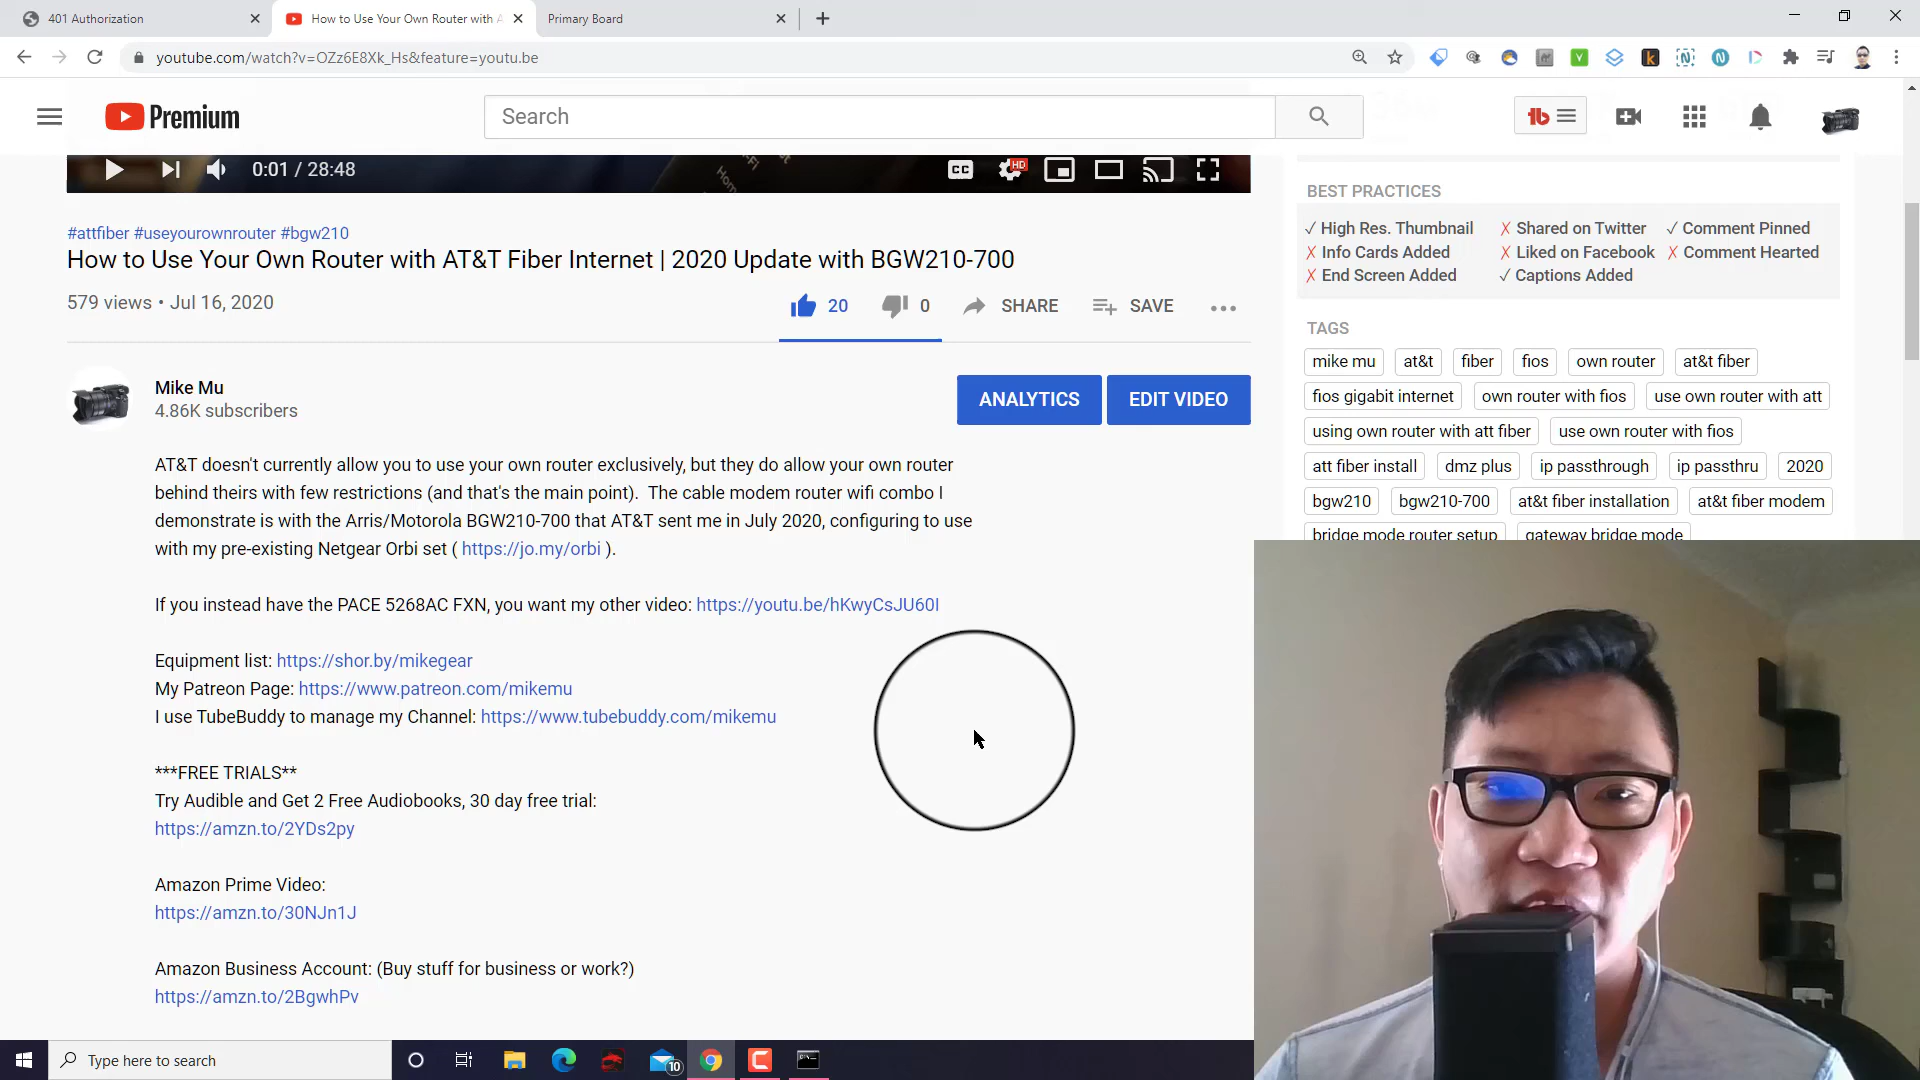 401 Authorization
How to Use Your Own Router with A
Primary Board
youtube.com/watch?v=OZz6E8Xk_Hs&feature=youtu.be
Premium
Search
0:01 / 28:48
CC
HD
#attfiber #useyourownrouter #bgw210
How to Use Your Own Router with AT&T Fiber Internet | 2020 Update with BGW210-700
579 views • Jul 16, 2020
20
0
SHARE
SAVE
Mike Mu
4.86K subscribers
ANALYTICS
EDIT VIDEO
AT&T doesn't currently allow you to use your own router exclusively, but they do allow your own router
behind theirs with few restrictions (and that's the main point). The cable modem router wifi combo I
demonstrate is with the Arris/Motorola BGW210-700 that AT&T sent me in July 2020, configuring to use
with my pre-existing Netgear Orbi set ( https://jo.my/orbi ).
If you instead have the PACE 5268AC FXN, you want my other video: https://youtu.be/hKwyCsJU60I
Equipment list: https://shor.by/mikegear
My Patreon Page: https://www.patreon.com/mikemu
I use TubeBuddy to manage my Channel: https://www.tubebuddy.com/mikemu
***FREE TRIALS**
Try Audible and Get 2 Free Audiobooks, 30 day free trial:
https://amzn.to/2YDs2py
Amazon Prime Video:
https://amzn.to/30NJn1J
Amazon Business Account: (Buy stuff for business or work?)
https://amzn.to/2BgwhPv
BEST PRACTICES
✓ High Res. Thumbnail ✗ Shared on Twitter ✓ Comment Pinned
✗ Info Cards Added ✗ Liked on Facebook ✗ Comment Hearted
✗ End Screen Added ✓ Captions Added
TAGS
mike mu at&t fiber fios own router at&t fiber
fios gigabit internet own router with fios use own router with att
using own router with att fiber use own router with fios
att fiber install dmz plus ip passthrough ip passthru 2020
bgw210 bgw210-700 at&t fiber installation at&t fiber modem
bridge mode router setup gateway bridge mode
Type here to search
10